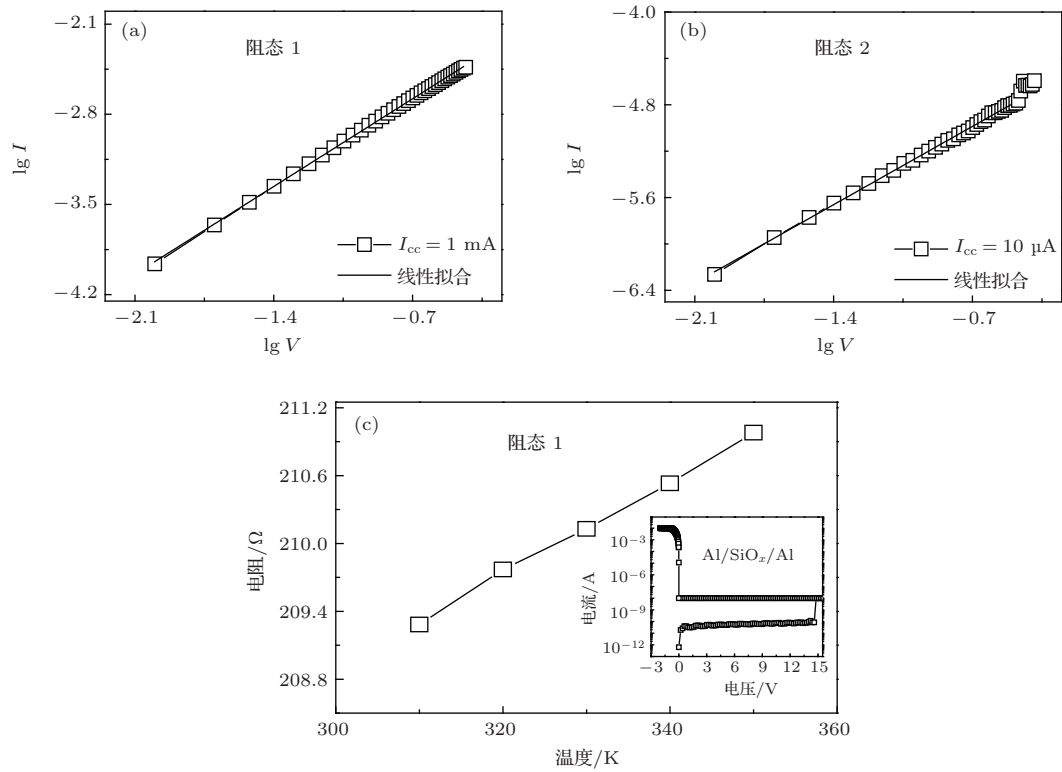 (a)
阻态 1
−2.1
−2.8
−3.5
−4.2
lg I
I_cc = 1 mA
线性拟合
−2.1 −1.4 −0.7
lg V
(b)
阻态 2
−4.0
−4.8
−5.6
−6.4
lg I
I_cc = 10 µA
线性拟合
−2.1 −1.4 −0.7
lg V
(c)
阻态 1
211.2
210.6
210.0
209.4
208.8
电阻/Ω
300 320 340 360
温度/K
Al/SiO_x/Al
10^−3
10^−6
10^−9
10^−12
电流/A
−3 0 3 6 9 12 15
电压/V